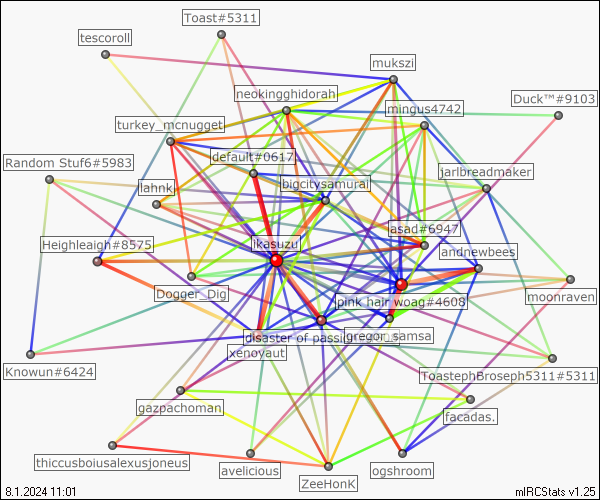 Toast#5311
tescoroll
mukszi
neokingghidorah
Duck™#9103
mingus4742
turkey_mcnugget
default#0617
Random Stuf6#5983
jarlbreadmaker
bigcitysamurai
lahnk
asad#6947
Heighleaigh#8575
ikasuzu
andnewbees
Dogger_Dig
pink hair woag#4608
moonraven
disaster of passion
gregor_samsa
xenoyaut
Knowun#6424
ToastephBroseph5311#5311
gazpachoman
facadas.
thiccusboiusalexusjoneus
avelicious
ogshroom
ZeeHonK
8.1.2024 11:01
mIRCStats v1.25